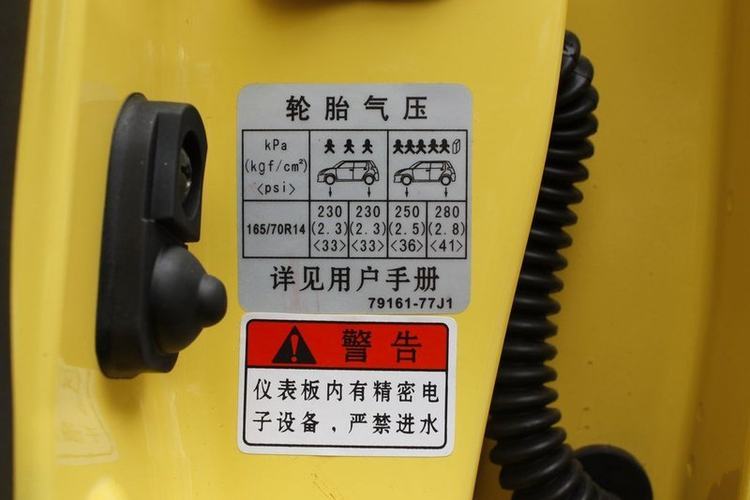 轮胎气压
kPa
(kgf/cm²)
<psi>
165/70R14 230 230 250 280
(2.3) (2.3) (2.5) (2.8)
<33> <33> <36> <41>
详见用户手册
79161-77J1
警告
仪表板内有精密电
子设备，严禁进水